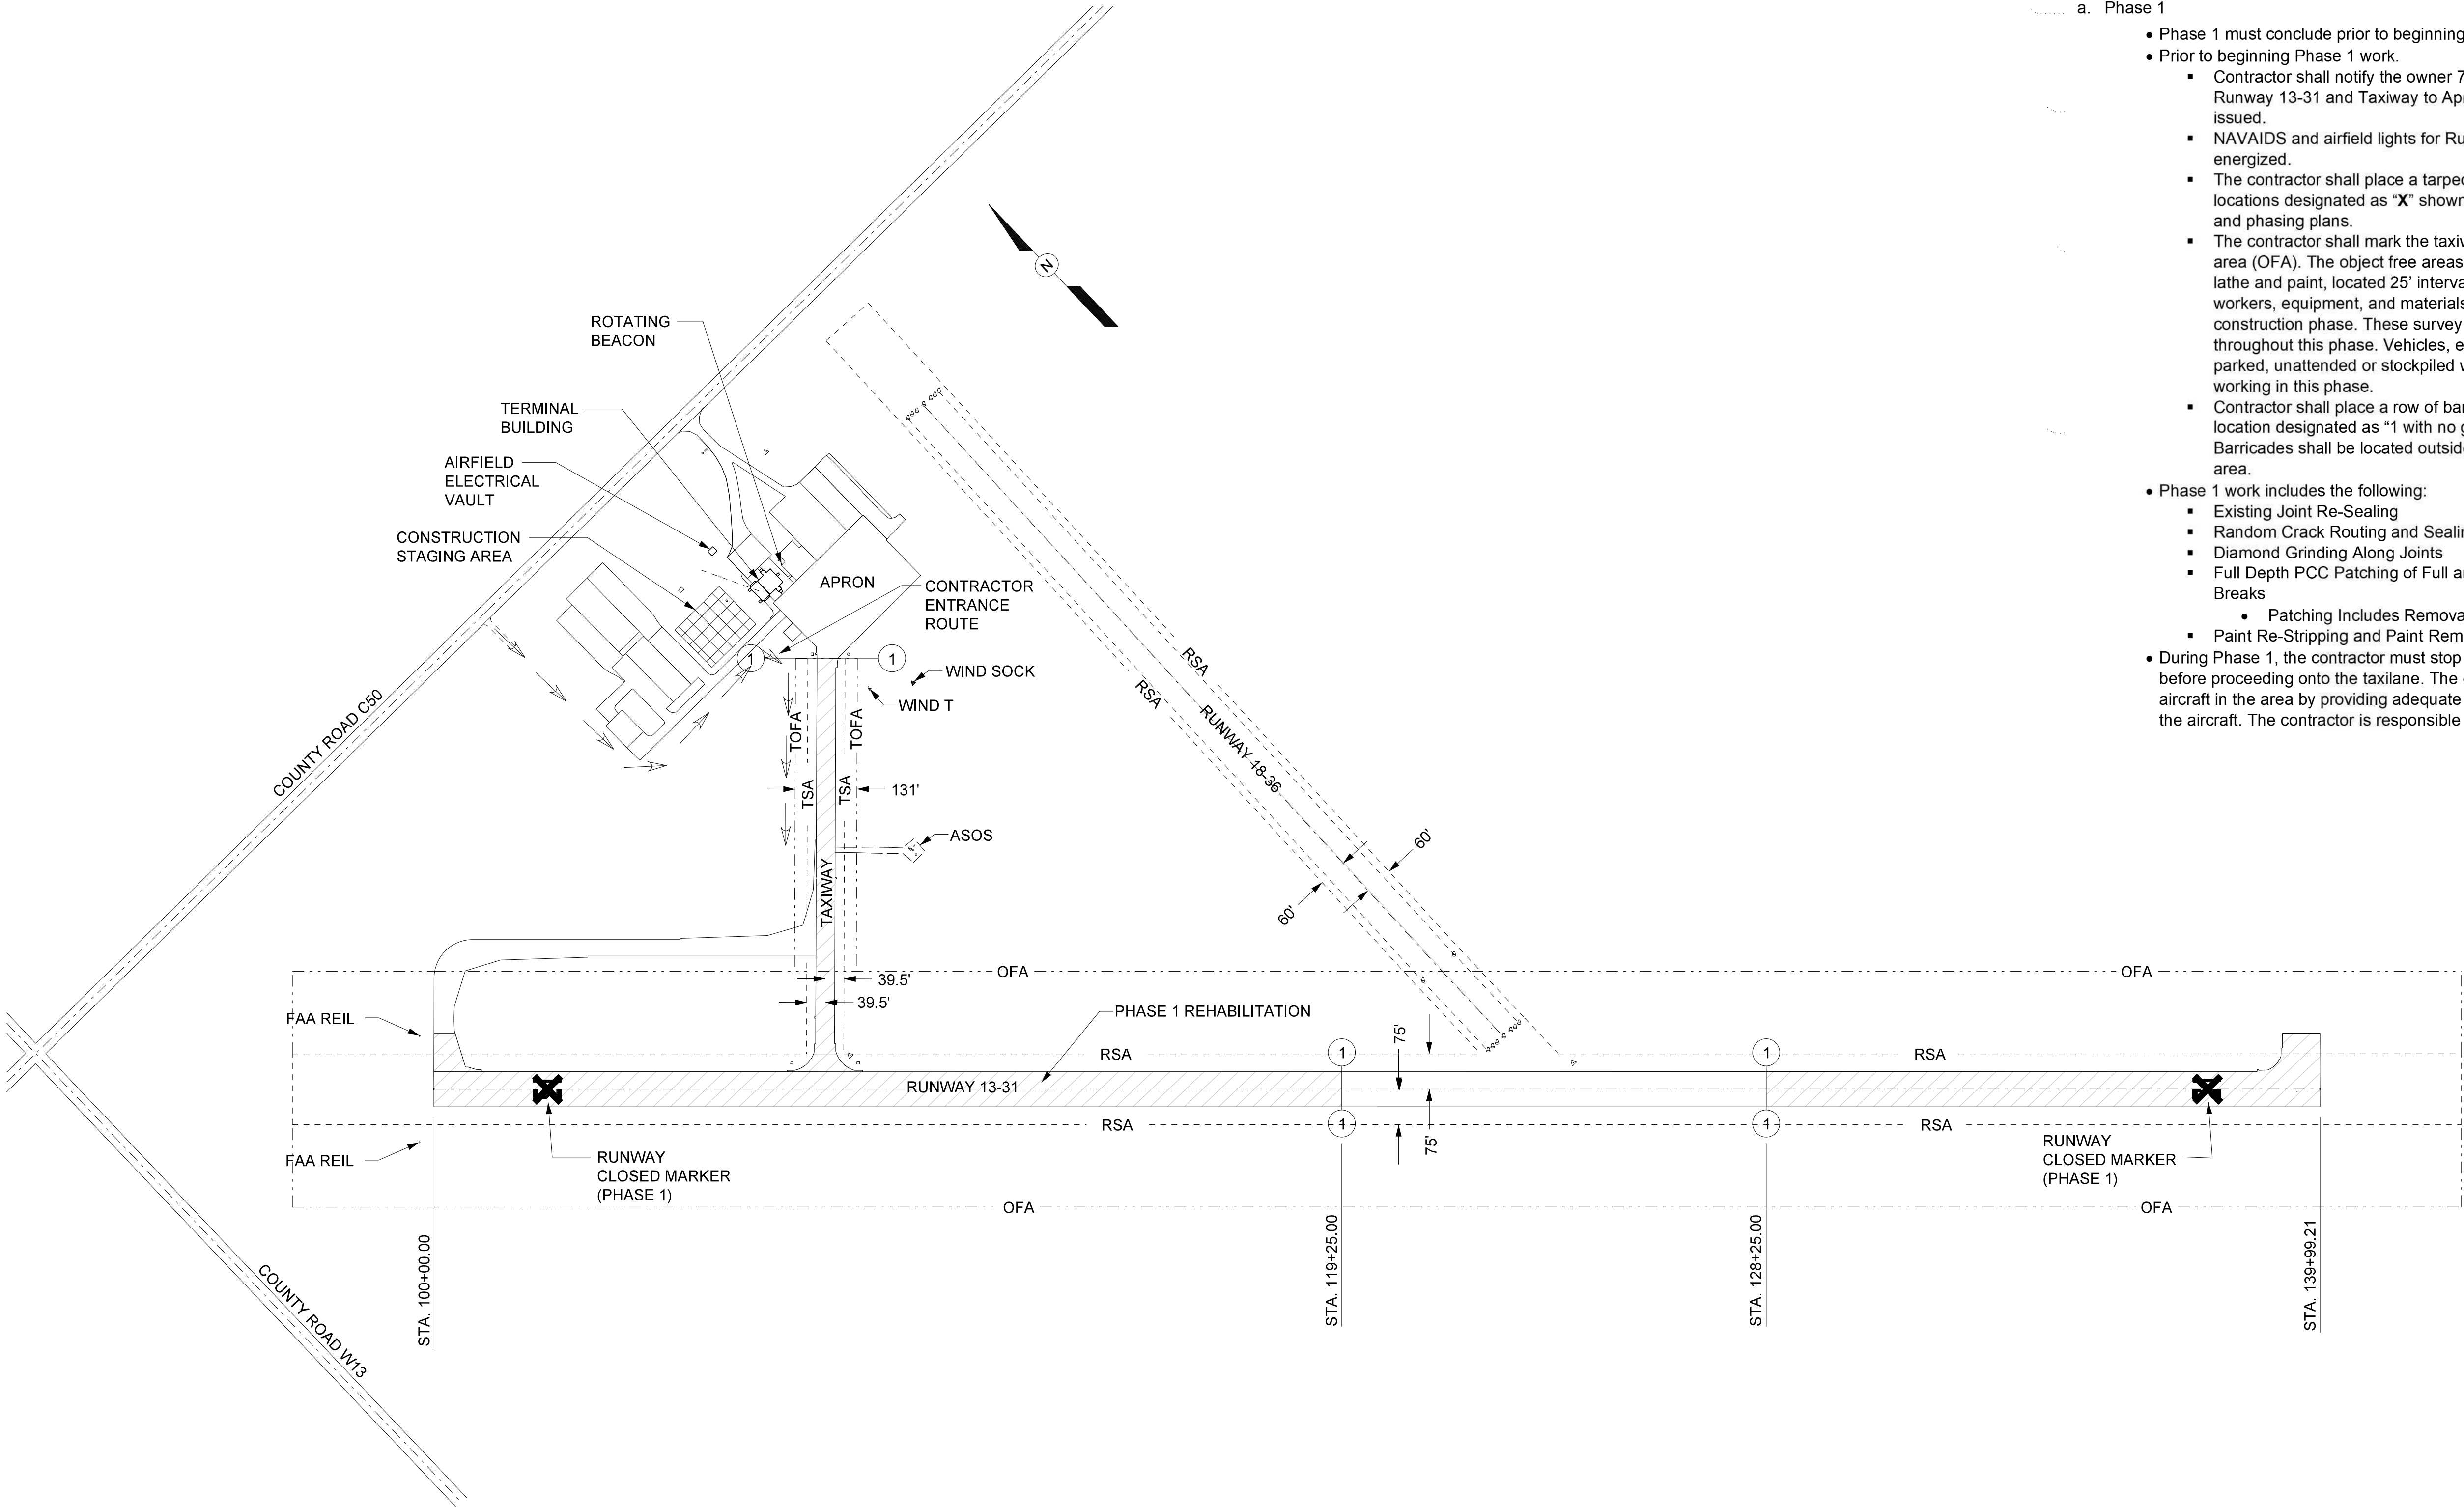 a. Phase 1
• Phase 1 must conclude prior to beginning
• Prior to beginning Phase 1 work.
▪ Contractor shall notify the owner 7
Runway 13-31 and Taxiway to Apr
issued.
▪ NAVAIDS and airfield lights for Ru
energized.
▪ The contractor shall place a tarped
locations designated as “X” shown
and phasing plans.
▪ The contractor shall mark the taxiw
area (OFA). The object free areas
lathe and paint, located 25’ interva
workers, equipment, and materials
construction phase. These survey
throughout this phase. Vehicles, e
parked, unattended or stockpiled w
working in this phase.
▪ Contractor shall place a row of bar
location designated as “1 with no g
Barricades shall be located outside
area.
• Phase 1 work includes the following:
▪ Existing Joint Re-Sealing
▪ Random Crack Routing and Sealin
▪ Diamond Grinding Along Joints
▪ Full Depth PCC Patching of Full an
Breaks
• Patching Includes Remova
▪ Paint Re-Stripping and Paint Rem
• During Phase 1, the contractor must stop
before proceeding onto the taxilane. The
aircraft in the area by providing adequate
the aircraft. The contractor is responsible
N
ROTATING
BEACON
TERMINAL
BUILDING
AIRFIELD
ELECTRICAL
VAULT
CONSTRUCTION
STAGING AREA
APRON
CONTRACTOR
ENTRANCE
ROUTE
1
1
WIND SOCK
WIND T
COUNTY ROAD C50
TOFA
TOFA
TSA
TSA
131'
ASOS
TAXIWAY
RSA
RSA
RUNWAY 18-36
60'
60'
OFA
OFA
39.5'
39.5'
FAA REIL
PHASE 1 REHABILITATION
75'
RSA
1
1
RSA
RUNWAY 13-31
RSA
1
75'
1
RSA
FAA REIL
RUNWAY
CLOSED MARKER
(PHASE 1)
RUNWAY
CLOSED MARKER
(PHASE 1)
OFA
OFA
STA. 100+00.00
STA. 119+25.00
STA. 128+25.00
STA. 139+99.21
COUNTY ROAD W13